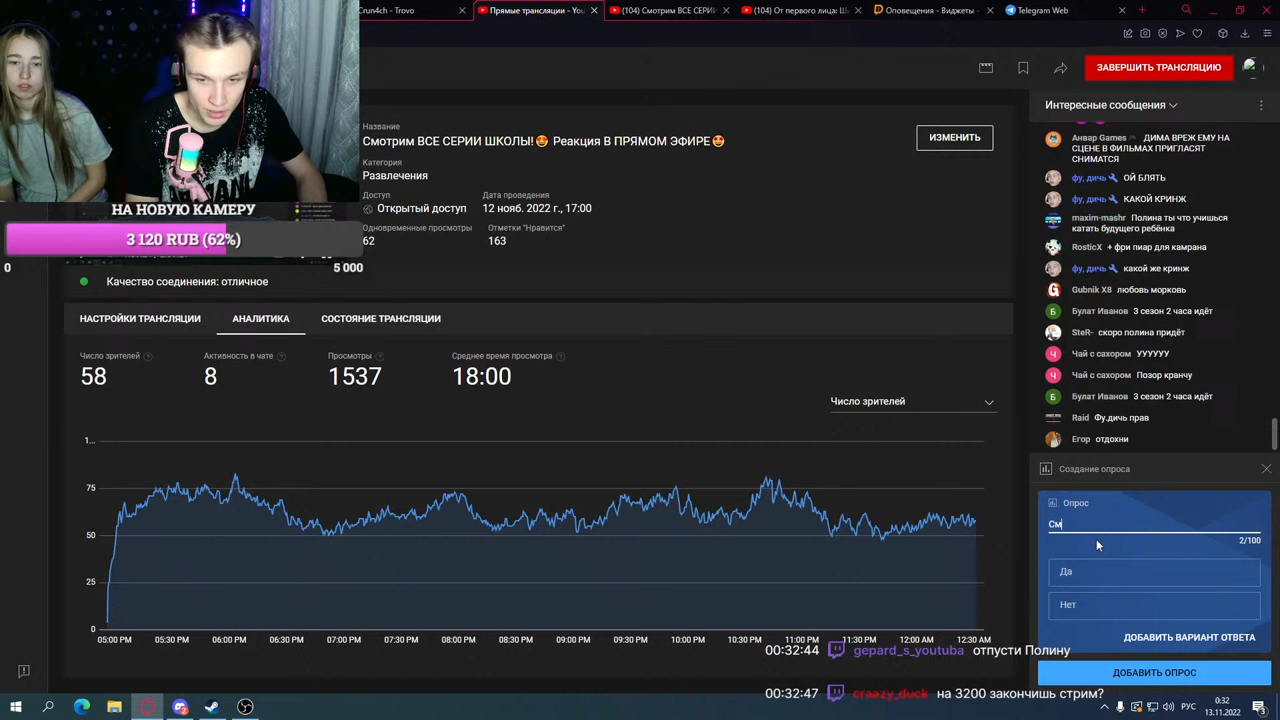 Crun4ch - Trovo
Прямые трансляции - You
(104) Смотрим ВСЕ СЕРИИ
(104) От первого лица: Ш
Оповещения - Виджеты
Telegram Web
ЗАВЕРШИТЬ ТРАНСЛЯЦИЮ
Название
Смотрим ВСЕ СЕРИИ ШКОЛЫ!🤩 Реакция В ПРЯМОМ ЭФИРЕ🤩
ИЗМЕНИТЬ
Категория
Развлечения
Доступ
Дата проведения
Открытый доступ
12 нояб. 2022 г., 17:00
Одновременные просмотры
Отметки "Нравится"
62
163
НА НОВУЮ КАМЕРУ
3 120 RUB (62%)
0
5 000
Качество соединения: отличное
НАСТРОЙКИ ТРАНСЛЯЦИИ
АНАЛИТИКА
СОСТОЯНИЕ ТРАНСЛЯЦИИ
Число зрителей
Активность в чате
Просмотры
Среднее время просмотра
58
8
1537
18:00
Число зрителей
1...
75
50
25
0
05:00 PM 05:30 PM 06:00 PM 06:30 PM 07:00 PM 07:30 PM 08:00 PM 08:30 PM 09:00 PM 09:30 PM 10:00 PM 10:30 PM 11:00 PM 11:30 PM 12:00 AM 12:30 AM
Интересные сообщения
Анвар Games ДИМА ВРЕЖ ЕМУ НА
СЦЕНЕ В ФИЛЬМАХ ПРИГЛАСЯТ
СНИМАТСЯ
фу, дичь ОЙ БЛЯТЬ
фу, дичь КАКОЙ КРИНЖ
maxim-mashr Полина ты что учишься
катать будущего ребёнка
RosticX + фри пиар для камрана
фу, дичь какой же кринж
Gubnik X8 любовь морковь
Булат Иванов 3 сезон 2 часа идёт
SteR- скоро полина придёт
Чай с сахором УУУУУУ
Чай с сахором Позор кранчу
Булат Иванов 3 сезон 2 часа идёт
Raid Фу.дичь прав
Егор отдохни
Создание опроса
Опрос
См
2/100
Да
Нет
ДОБАВИТЬ ВАРИАНТ ОТВЕТА
ДОБАВИТЬ ОПРОС
00:32:44 gepard_s_youtuba отпусти Полину
00:32:47 craazy_duck на 3200 закончишь стрим?
РУС
0:32
13.11.2022
3